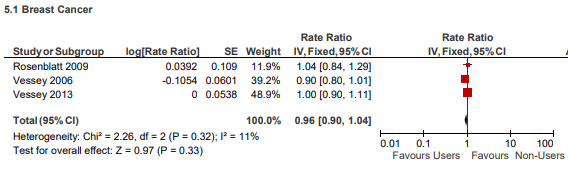 5.1 Breast Cancer
Rate Ratio Rate Ratio
Study or Subgroup log[Rate Ratio] SE Weight IV, Fixed, 95% CI IV, Fixed, 95% CI
Rosenblatt 2009 0.0392 0.109 11.9% 1.04 [0.84, 1.29]
Vessey 2006 -0.1054 0.0601 39.2% 0.90 [0.80, 1.01]
Vessey 2013 0 0.0538 48.9% 1.00 [0.90, 1.11]
Total (95% CI) 100.0% 0.96 [0.90, 1.04]
Heterogeneity: Chi² = 2.26, df = 2 (P = 0.32); I² = 11%
Test for overall effect: Z = 0.97 (P = 0.33)
0.01 0.1 1 10 100
Favours Users Favours Non-Users